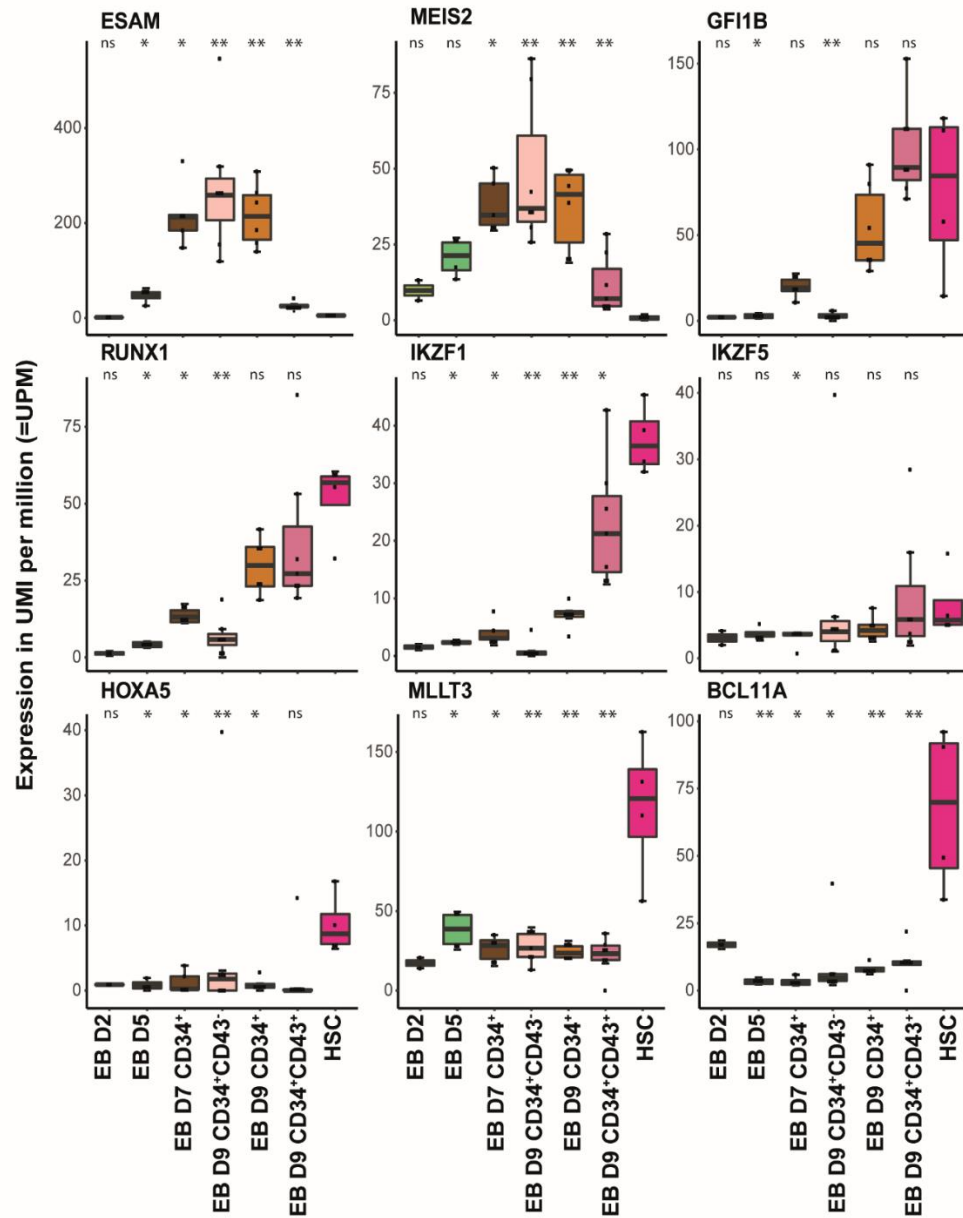 Expression in UMI per million (=UPM)
ESAM
ns * * ** ** **
400
200
0
MEIS2
ns ns * ** ** **
75
50
25
0
GFI1B
ns * ns ** ns ns
150
100
50
0
RUNX1
ns * * ** ns ns
75
50
25
0
IKZF1
ns * * ** ** *
40
30
20
10
0
IKZF5
ns ns * ns ns ns
40
30
20
10
0
HOXA5
ns * * ** * ns
40
30
20
10
0
MLLT3
ns * * ** ** **
150
100
50
0
BCL11A
ns ** * * ** **
100
75
50
25
0
EB D2
EB D5
EB D7 CD34⁺
EB D9 CD34⁺CD43⁻
EB D9 CD34⁺
EB D9 CD34⁺CD43⁺
HSC
EB D2
EB D5
EB D7 CD34⁺
EB D9 CD34⁺CD43⁻
EB D9 CD34⁺
EB D9 CD34⁺CD43⁺
HSC
EB D2
EB D5
EB D7 CD34⁺
EB D9 CD34⁺CD43⁻
EB D9 CD34⁺
EB D9 CD34⁺CD43⁺
HSC